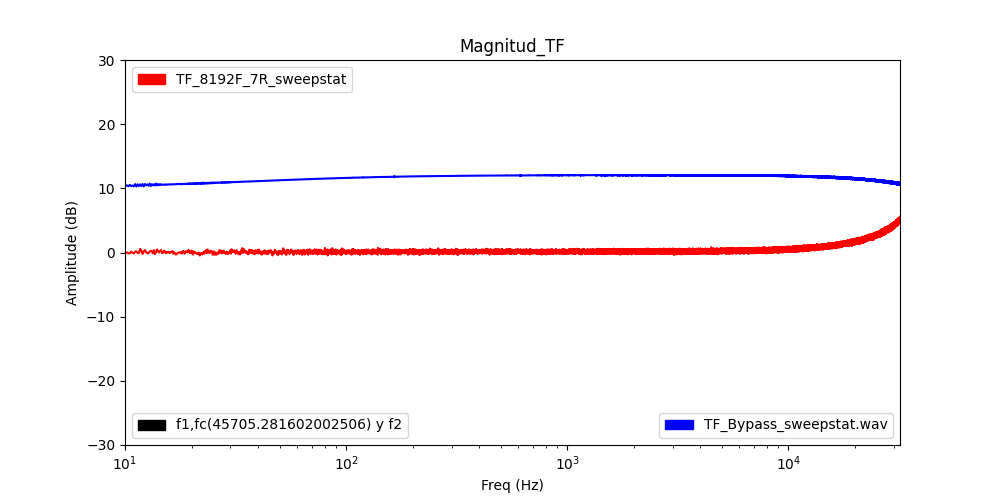 Magnitud_TF
30
TF_8192F_7R_sweepstat
20
10
0
−10
−20
−30
Amplitude (dB)
f1,fc(45705.281602002506) y f2
TF_Bypass_sweepstat.wav
10¹ 10² 10³ 10⁴
Freq (Hz)